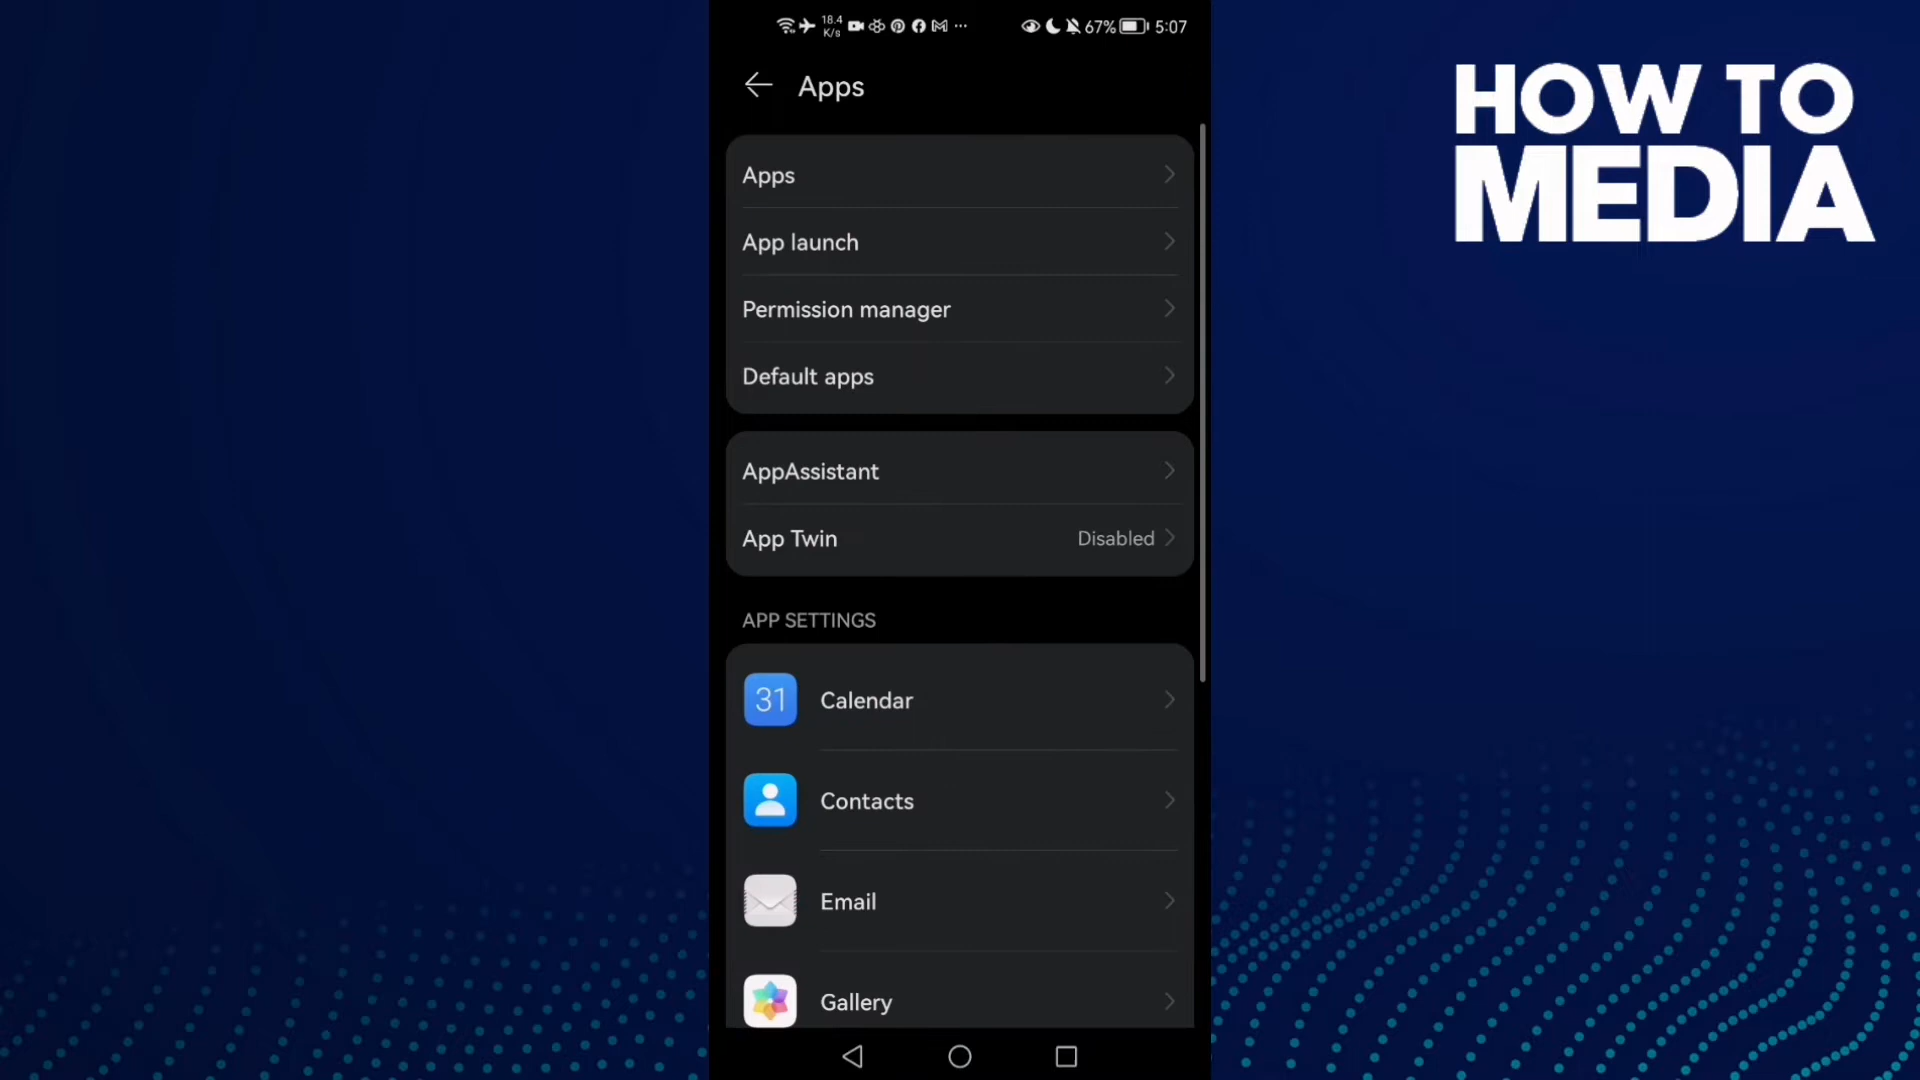 18.4
K/s
67%
5:07
Apps
Apps
App launch
Permission manager
Default apps
AppAssistant
App Twin
Disabled
APP SETTINGS
31
Calendar
Contacts
Email
Gallery
HOW TO
MEDIA